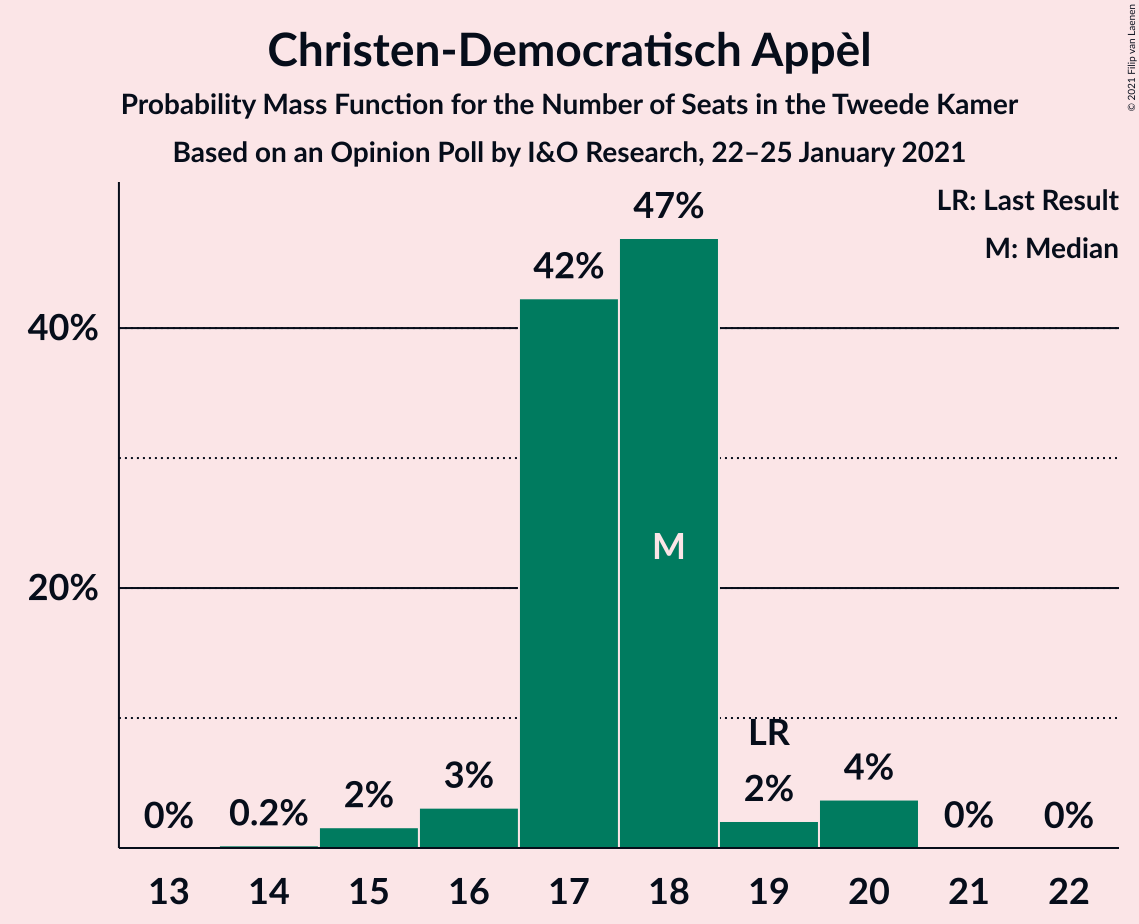 Christen-Democratisch Appèl
Probability Mass Function for the Number of Seats in the Tweede Kamer
Based on an Opinion Poll by I&O Research, 22–25 January 2021
© 2021 Filip van Laenen
LR: Last Result
M: Median
47%
42%
40%
M
20%
LR
0%
0.2%
2%
3%
2%
4%
0%
0%
13 14 15 16 17 18 19 20 21 22